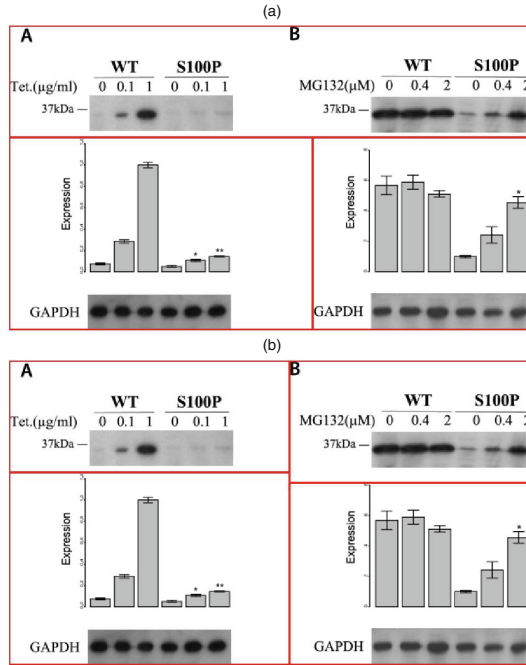 (a)
A
B
WT S100P
WT S100P
Tet.(µg/ml) 0 0.1 1 0 0.1 1
MG132(µM) 0 0.4 2 0 0.4 2
37kDa
37kDa
Expression
* **
Expression
*
GAPDH
GAPDH
(b)
A
B
WT S100P
WT S100P
Tet.(µg/ml) 0 0.1 1 0 0.1 1
MG132(µM) 0 0.4 2 0 0.4 2
37kDa
37kDa
Expression
* **
Expression
*
GAPDH
GAPDH